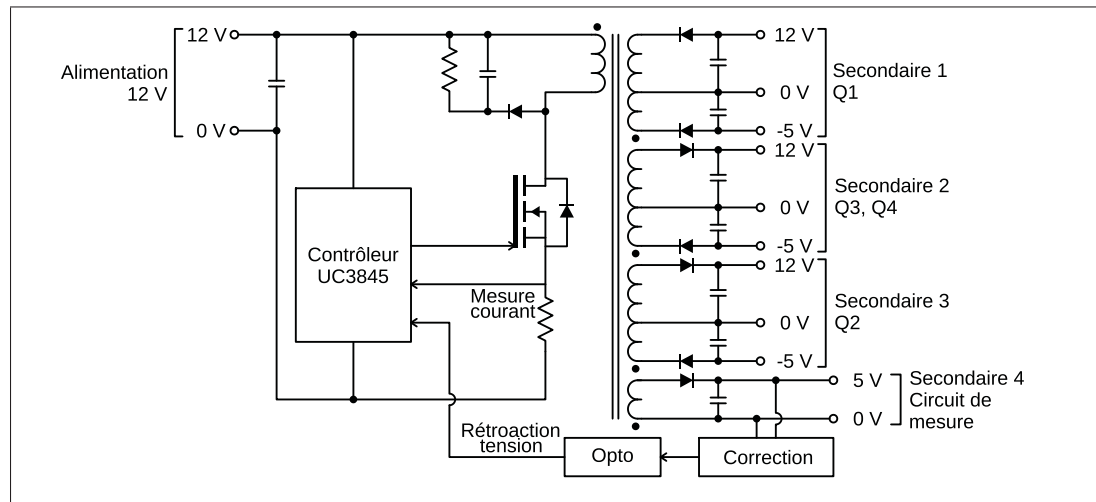 12 V
Alimentation
12 V
0 V
Contrôleur
UC3845
Mesure
courant
Rétroaction
tension
Opto
Correction
12 V
0 V
-5 V
Secondaire 1
Q1
12 V
0 V
-5 V
Secondaire 2
Q3, Q4
12 V
0 V
-5 V
Secondaire 3
Q2
5 V
0 V
Secondaire 4
Circuit de
mesure